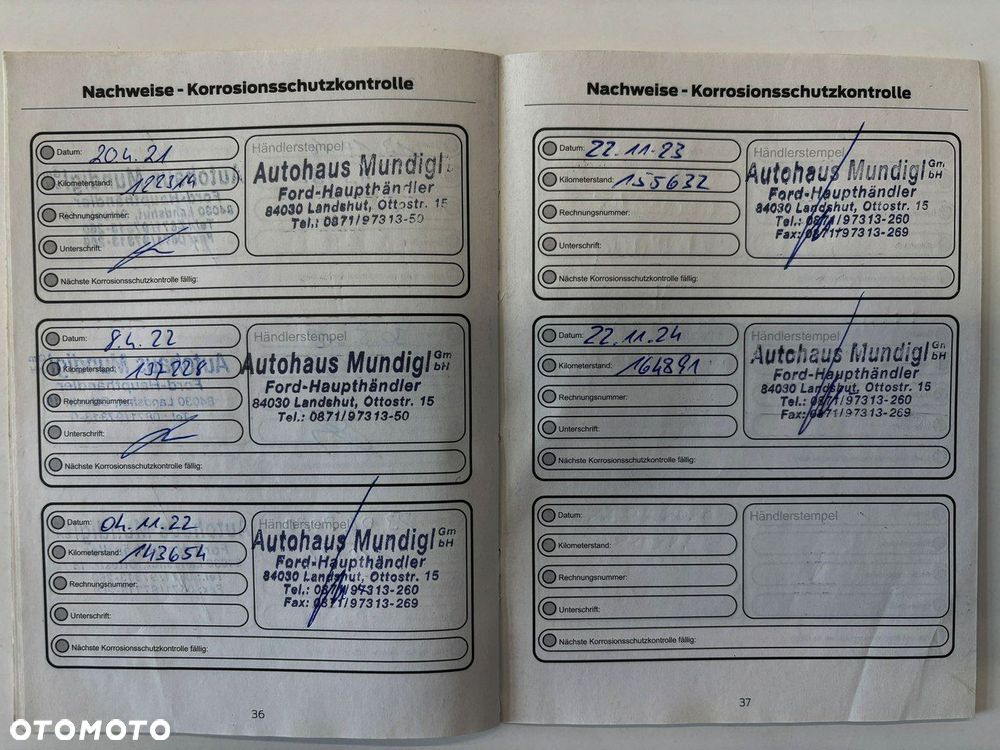 Nachweise - Korrosionsschutzkontrolle
Datum: 20.4.21
Kilometerstand:
Rechnungsnummer:
Unterschrift:
Nächste Korrosionsschutzkontrolle fällig:
Händlerstempel
Autohaus Mundigl
Ford-Haupthändler
84030 Landshut, Ottostr. 15
Tel.: 0871/97313-50
Datum: 8.4.22
Kilometerstand: 137228
Rechnungsnummer:
Unterschrift:
Nächste Korrosionsschutzkontrolle fällig:
Händlerstempel
Autohaus Mundigl GmbH
Ford-Haupthändler
84030 Landshut, Ottostr. 15
Tel.: 0871/97313-50
Datum: 04.11.22
Kilometerstand: 143654
Rechnungsnummer:
Unterschrift:
Nächste Korrosionsschutzkontrolle fällig:
Händlerstempel
Autohaus Mundigl GmbH
Ford-Haupthändler
84030 Landshut, Ottostr. 15
Tel.: 0871/97313-260
Fax: 0871/97313-269
36
Nachweise - Korrosionsschutzkontrolle
Datum: 22.11.23
Kilometerstand: 155632
Rechnungsnummer:
Unterschrift:
Nächste Korrosionsschutzkontrolle fällig:
Händlerstempel
Autohaus Mundigl GmbH
Ford-Haupthändler
84030 Landshut, Ottostr. 15
Tel.: 0871/97313-260
Fax: 0871/97313-269
Datum: 22.11.24
Kilometerstand: 164891
Rechnungsnummer:
Unterschrift:
Nächste Korrosionsschutzkontrolle fällig:
Händlerstempel
Autohaus Mundigl GmbH
Ford-Haupthändler
84030 Landshut, Ottostr. 15
Tel.: 0871/97313-260
Fax: 0871/97313-269
Datum:
Kilometerstand:
Rechnungsnummer:
Unterschrift:
Nächste Korrosionsschutzkontrolle fällig:
Händlerstempel
37
OTOMOTO